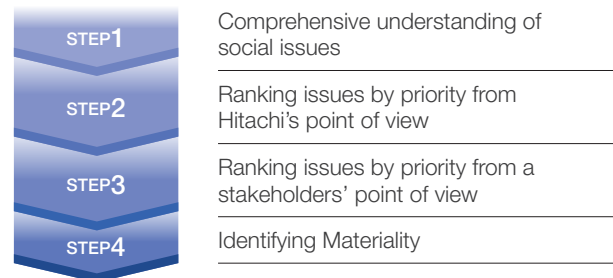 STEP1
Comprehensive understanding of
social issues
STEP2
Ranking issues by priority from
Hitachi's point of view
STEP3
Ranking issues by priority from a
stakeholders' point of view
STEP4
Identifying Materiality